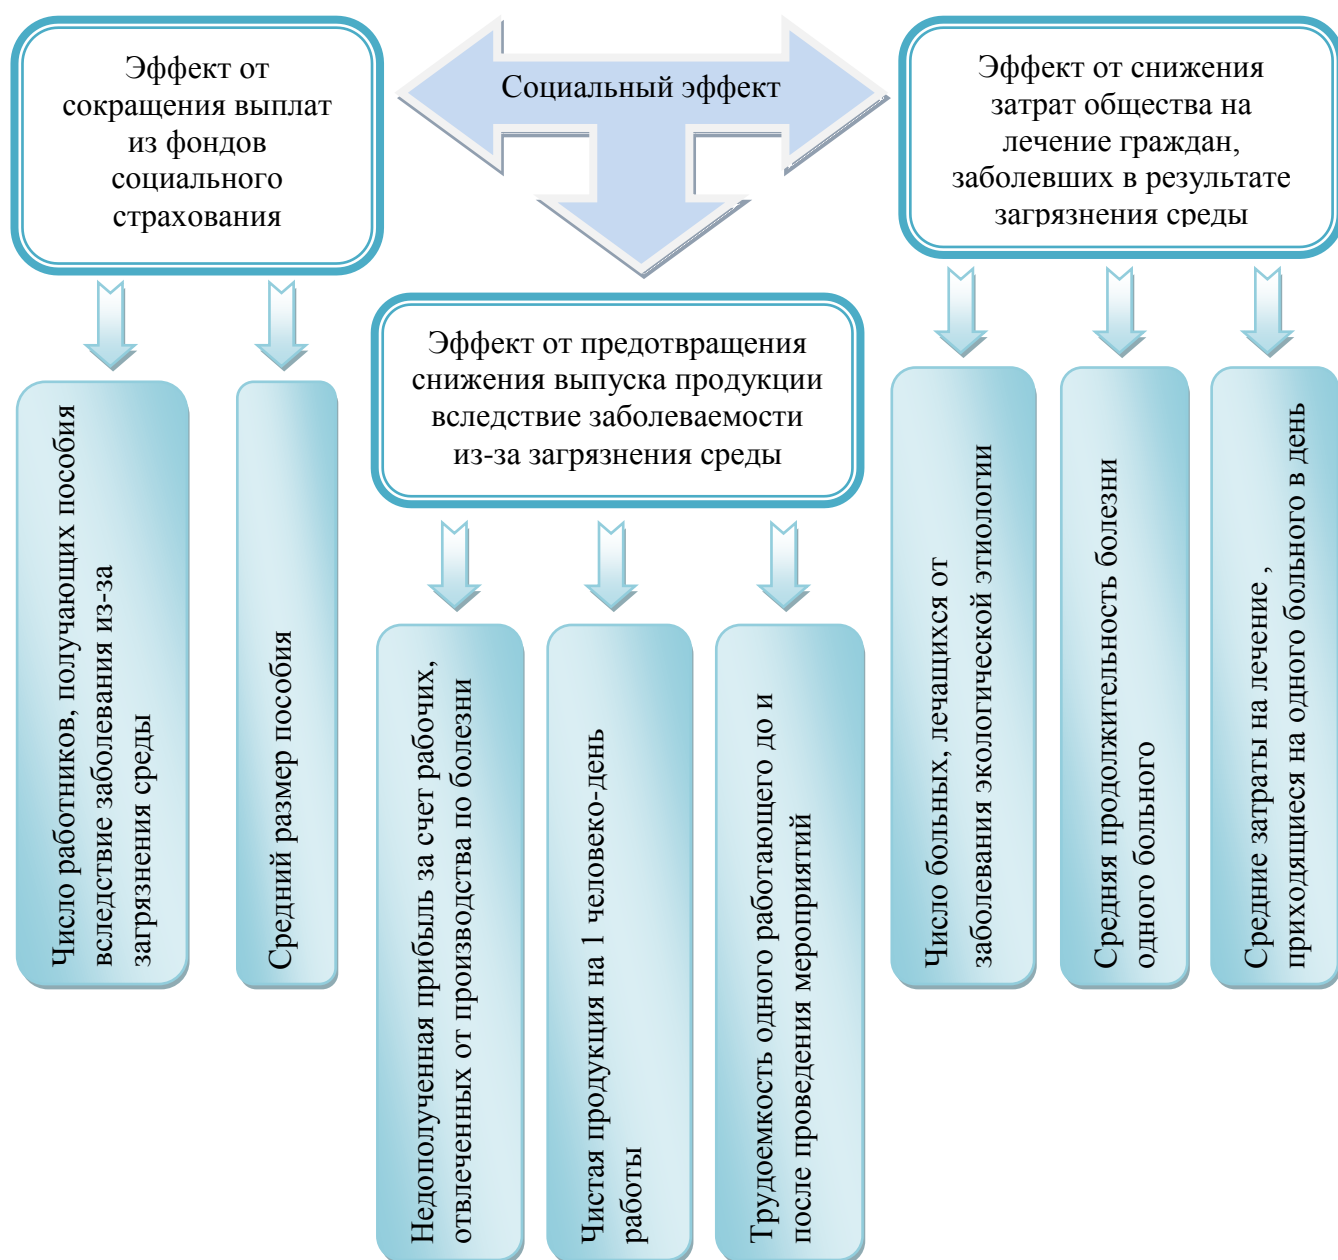 Социальный эффект
Эффект от
сокращения выплат
из фондов
социального
страхования
Число работников, получающих пособия
вследствие заболевания из-за
загрязнения среды
Средний размер пособия
Эффект от предотвращения
снижения выпуска продукции
вследствие заболеваемости
из-за загрязнения среды
Недополученная прибыль за счет рабочих,
отвлеченных от производства по болезни
Чистая продукция на 1 человеко-день
работы
Трудоемкость одного работающего до и
после проведения мероприятий
Эффект от снижения
затрат общества на
лечение граждан,
заболевших в результате
загрязнения среды
Число больных, лечащихся от
заболевания экологической этиологии
Средняя продолжительность болезни
одного больного
Средние затраты на лечение ,
приходящиеся на одного больного в день